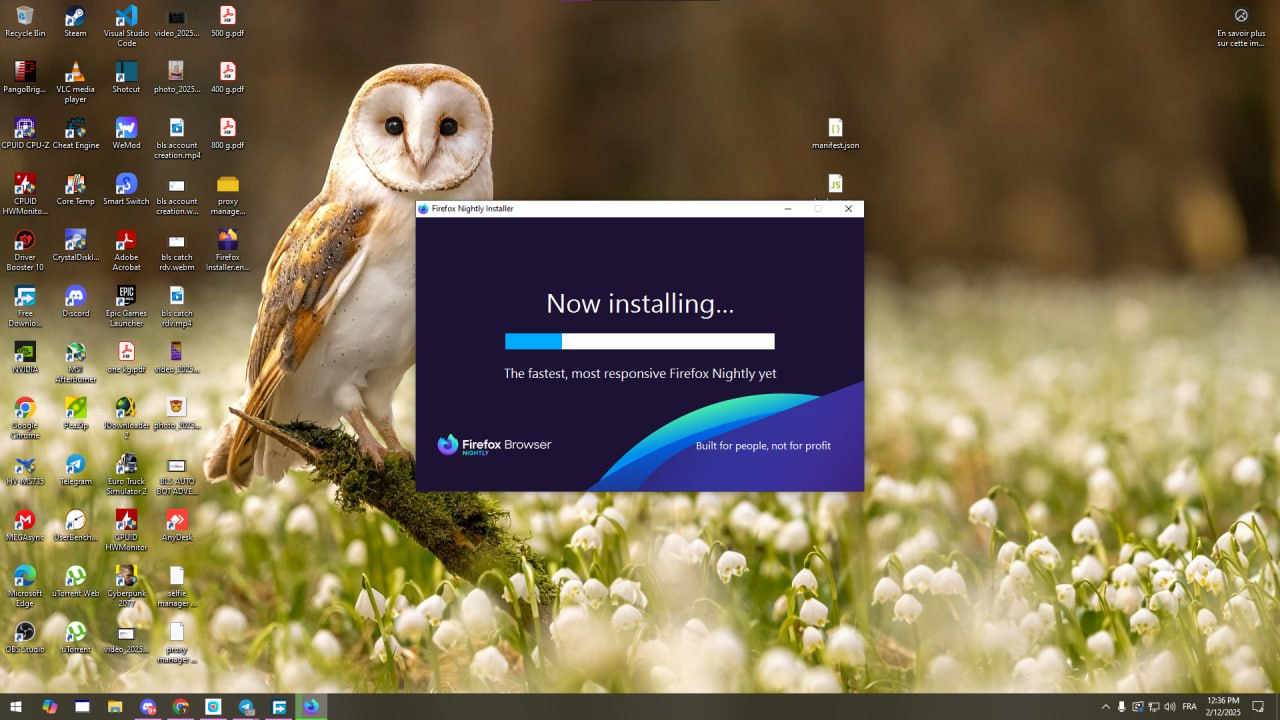 Recycle Bin
Steam
Visual Studio
Code
video_2025...
500 g.pdf
PangoBrig...
VLC media
player
Shotcut
photo_2025...
400 g.pdf
CPUID CPU-Z
Cheat Engine
WeMod
bls account
creation.mp4
800 g.pdf
CPUID
HWMonito...
Core Temp
Smart Switch
bls account
creation.w...
proxy
manage...
Driver
Booster 10
CrystalDiskI...
Adobe
Acrobat
bls catch
rdv.webm
Firefox
Installer.en...
Free
Downlo...
Discord
Epic Games
Launcher
bls catch
rdv.mp4
NVIDIA
MSI
Afterburner
one kg.pdf
video_2025...
Google
Chrome
PeaZip
iDownloader
2
photo_2025...
HV-MS735
Telegram
Euro Truck
Simulator 2
BLS AUTO
BOT ADVE...
MEGAsync
UserBench...
CPUID
HWMonitor
AnyDesk
Microsoft
Edge
uTorrent Web
Cyberpunk
2077
selfie
manager ...
OBS Studio
uTorrent
video_2025...
proxy
manager ...
En savoir plus
sur cette im...
manifest.json
Firefox Nightly Installer
Now installing...
The fastest, most responsive Firefox Nightly yet
Firefox Browser
NIGHTLY
Built for people, not for profit
FRA
12:36 PM
2/12/2025